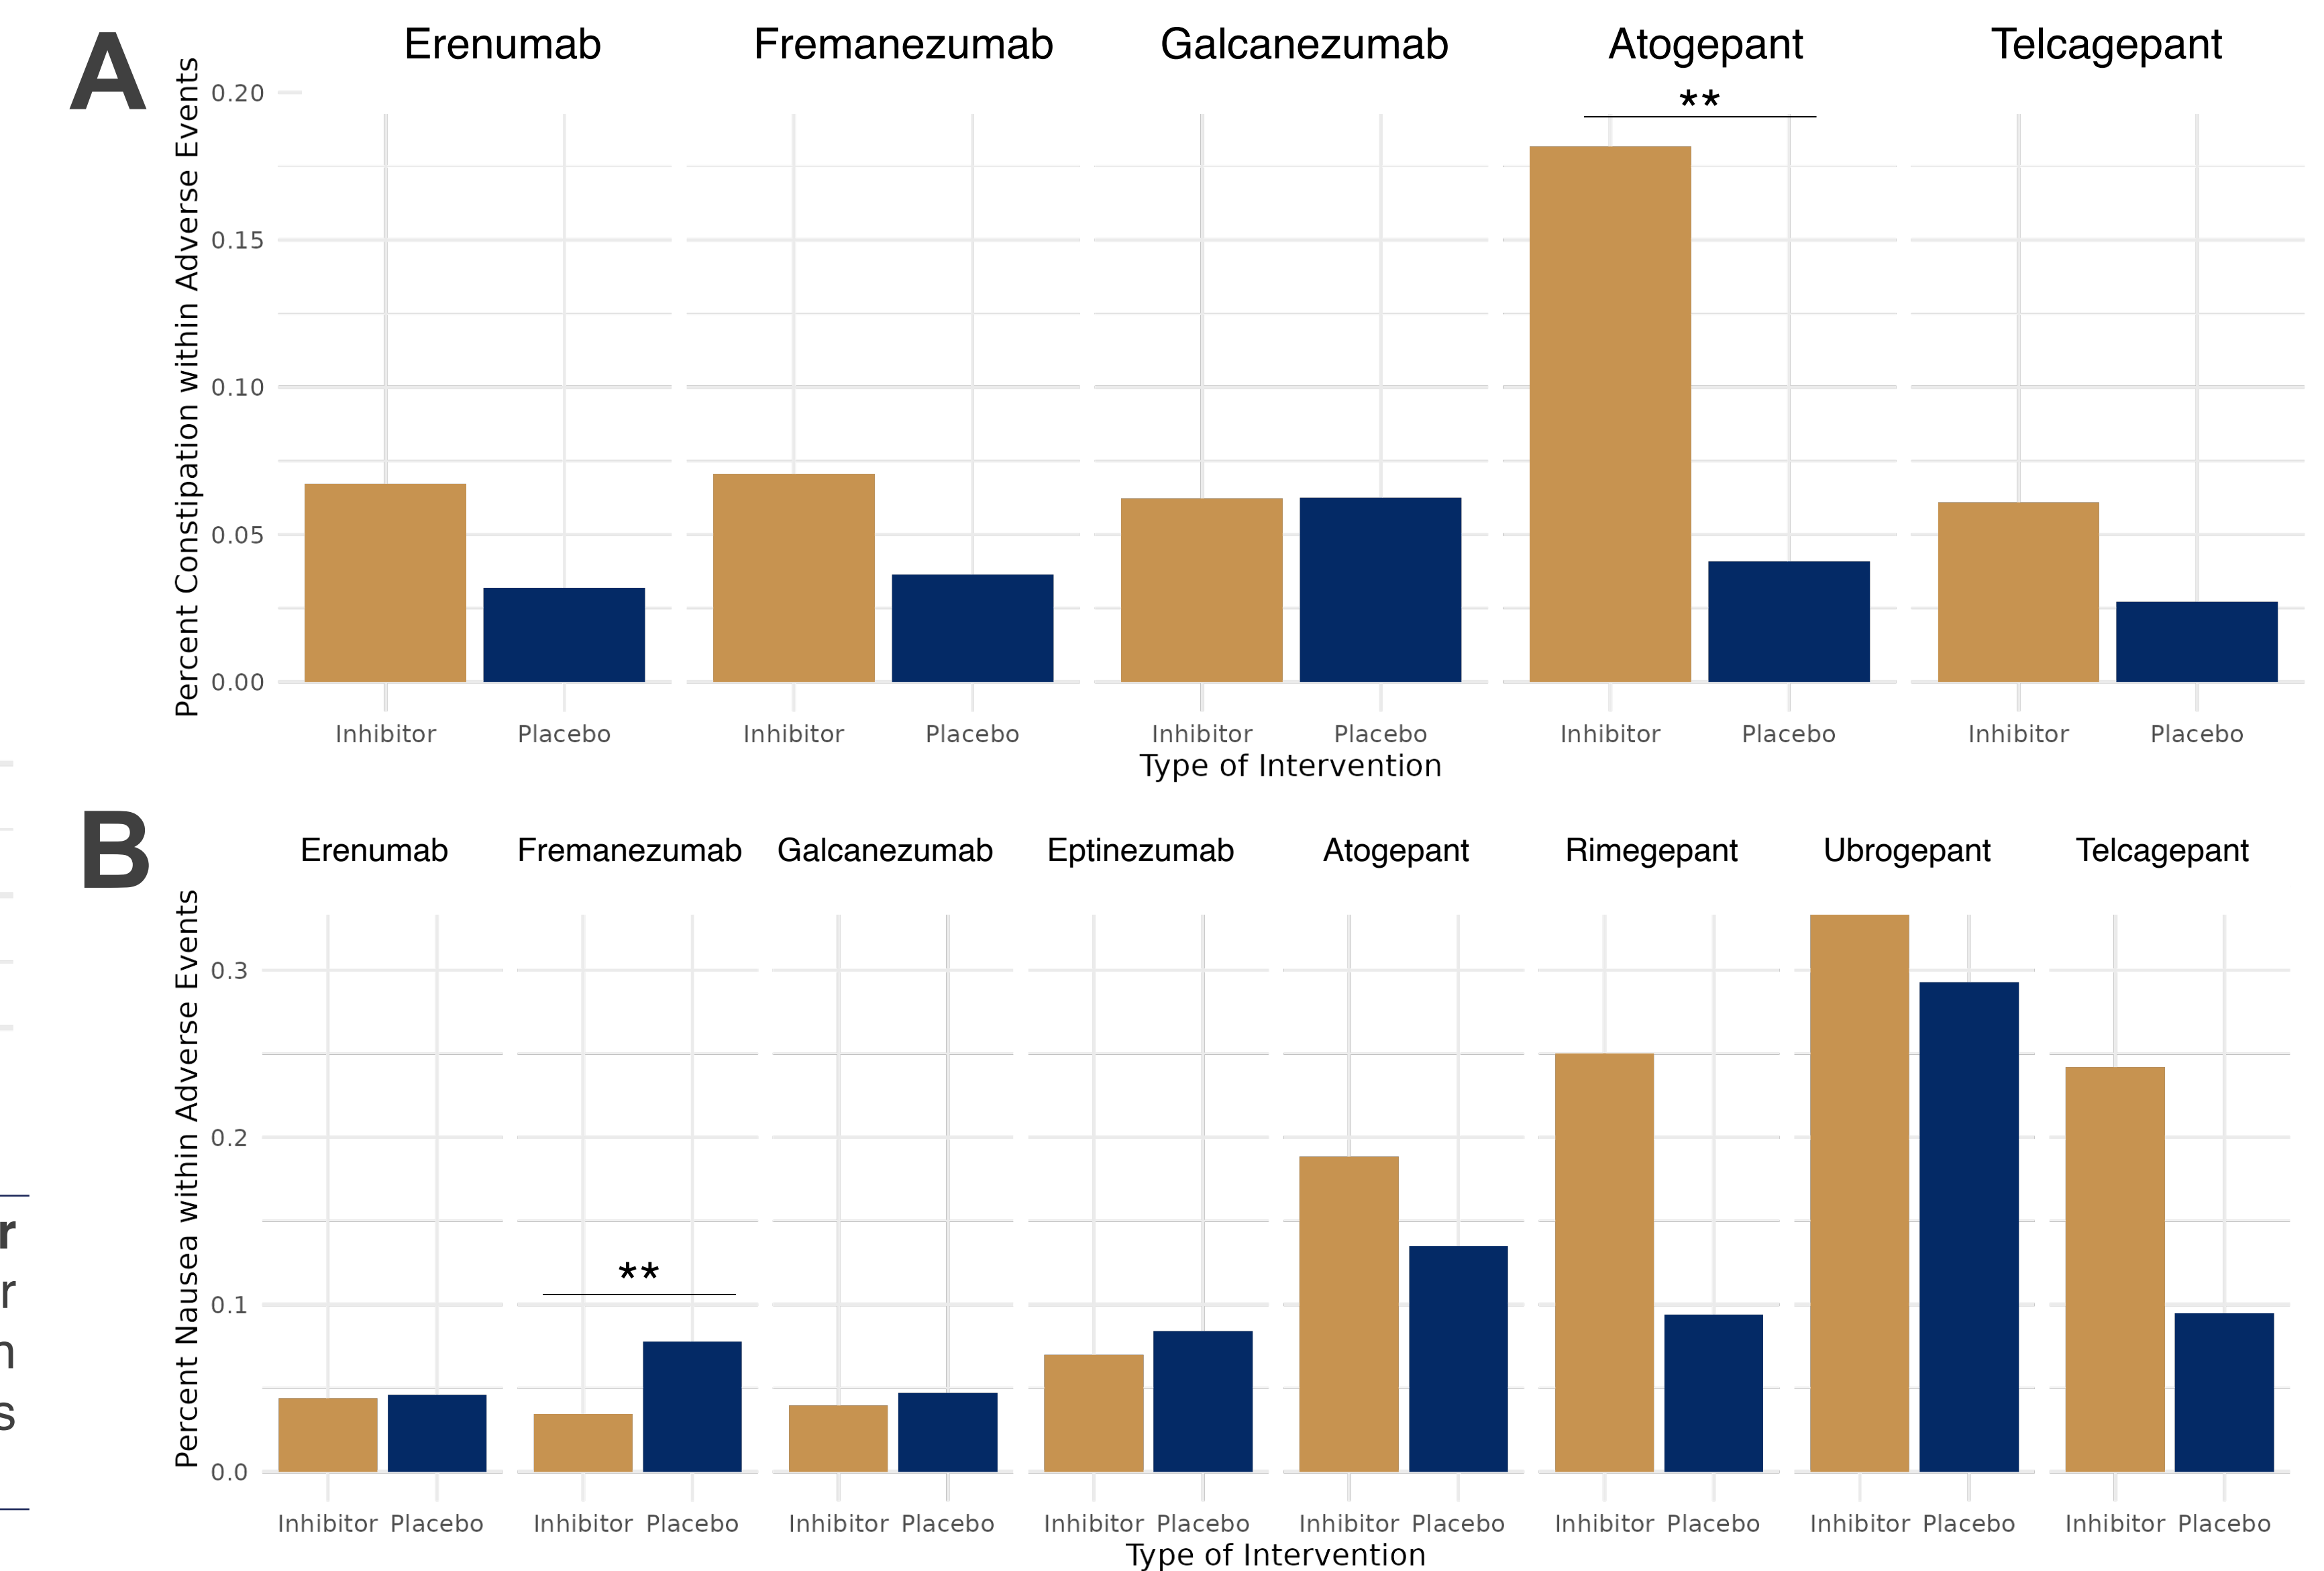 A
Erenumab Fremanezumab Galcanezumab Atogepant Telcagepant
Percent Constipation within Adverse Events
**
0.20
0.15
0.10
0.05
0.00
Inhibitor Placebo Inhibitor Placebo Inhibitor Placebo Inhibitor Placebo Inhibitor Placebo
Type of Intervention
B
Erenumab Fremanezumab Galcanezumab Eptinezumab Atogepant Rimegepant Ubrogepant Telcagepant
Percent Nausea within Adverse Events
0.3
0.2
**
0.1
0.0
Inhibitor Placebo Inhibitor Placebo Inhibitor Placebo Inhibitor Placebo Inhibitor Placebo Inhibitor Placebo Inhibitor Placebo Inhibitor Placebo
Type of Intervention
r
r
n
s